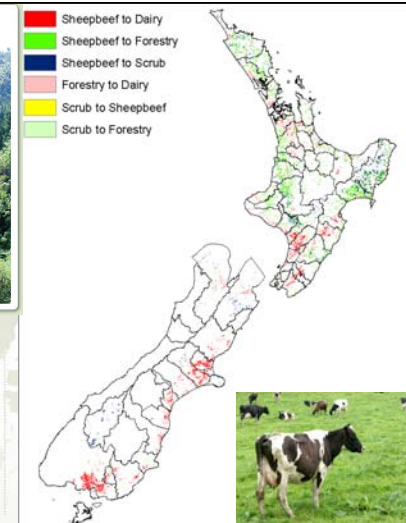 Sheepbeef to Dairy
Sheepbeef to Forestry
Sheepbeef to Scrub
Forestry to Dairy
Scrub to Sheepbeef
Scrub to Forestry